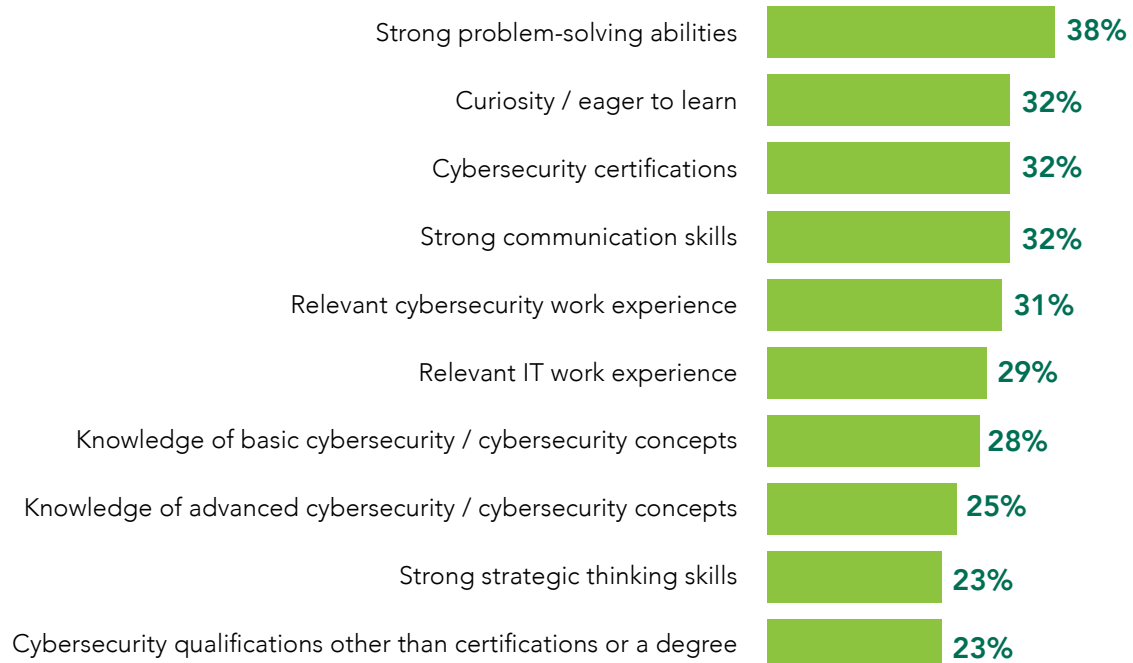 Strong problem-solving abilities 38%
Curiosity / eager to learn 32%
Cybersecurity certifications 32%
Strong communication skills 32%
Relevant cybersecurity work experience 31%
Relevant IT work experience 29%
Knowledge of basic cybersecurity / cybersecurity concepts 28%
Knowledge of advanced cybersecurity / cybersecurity concepts 25%
Strong strategic thinking skills 23%
Cybersecurity qualifications other than certifications or a degree 23%